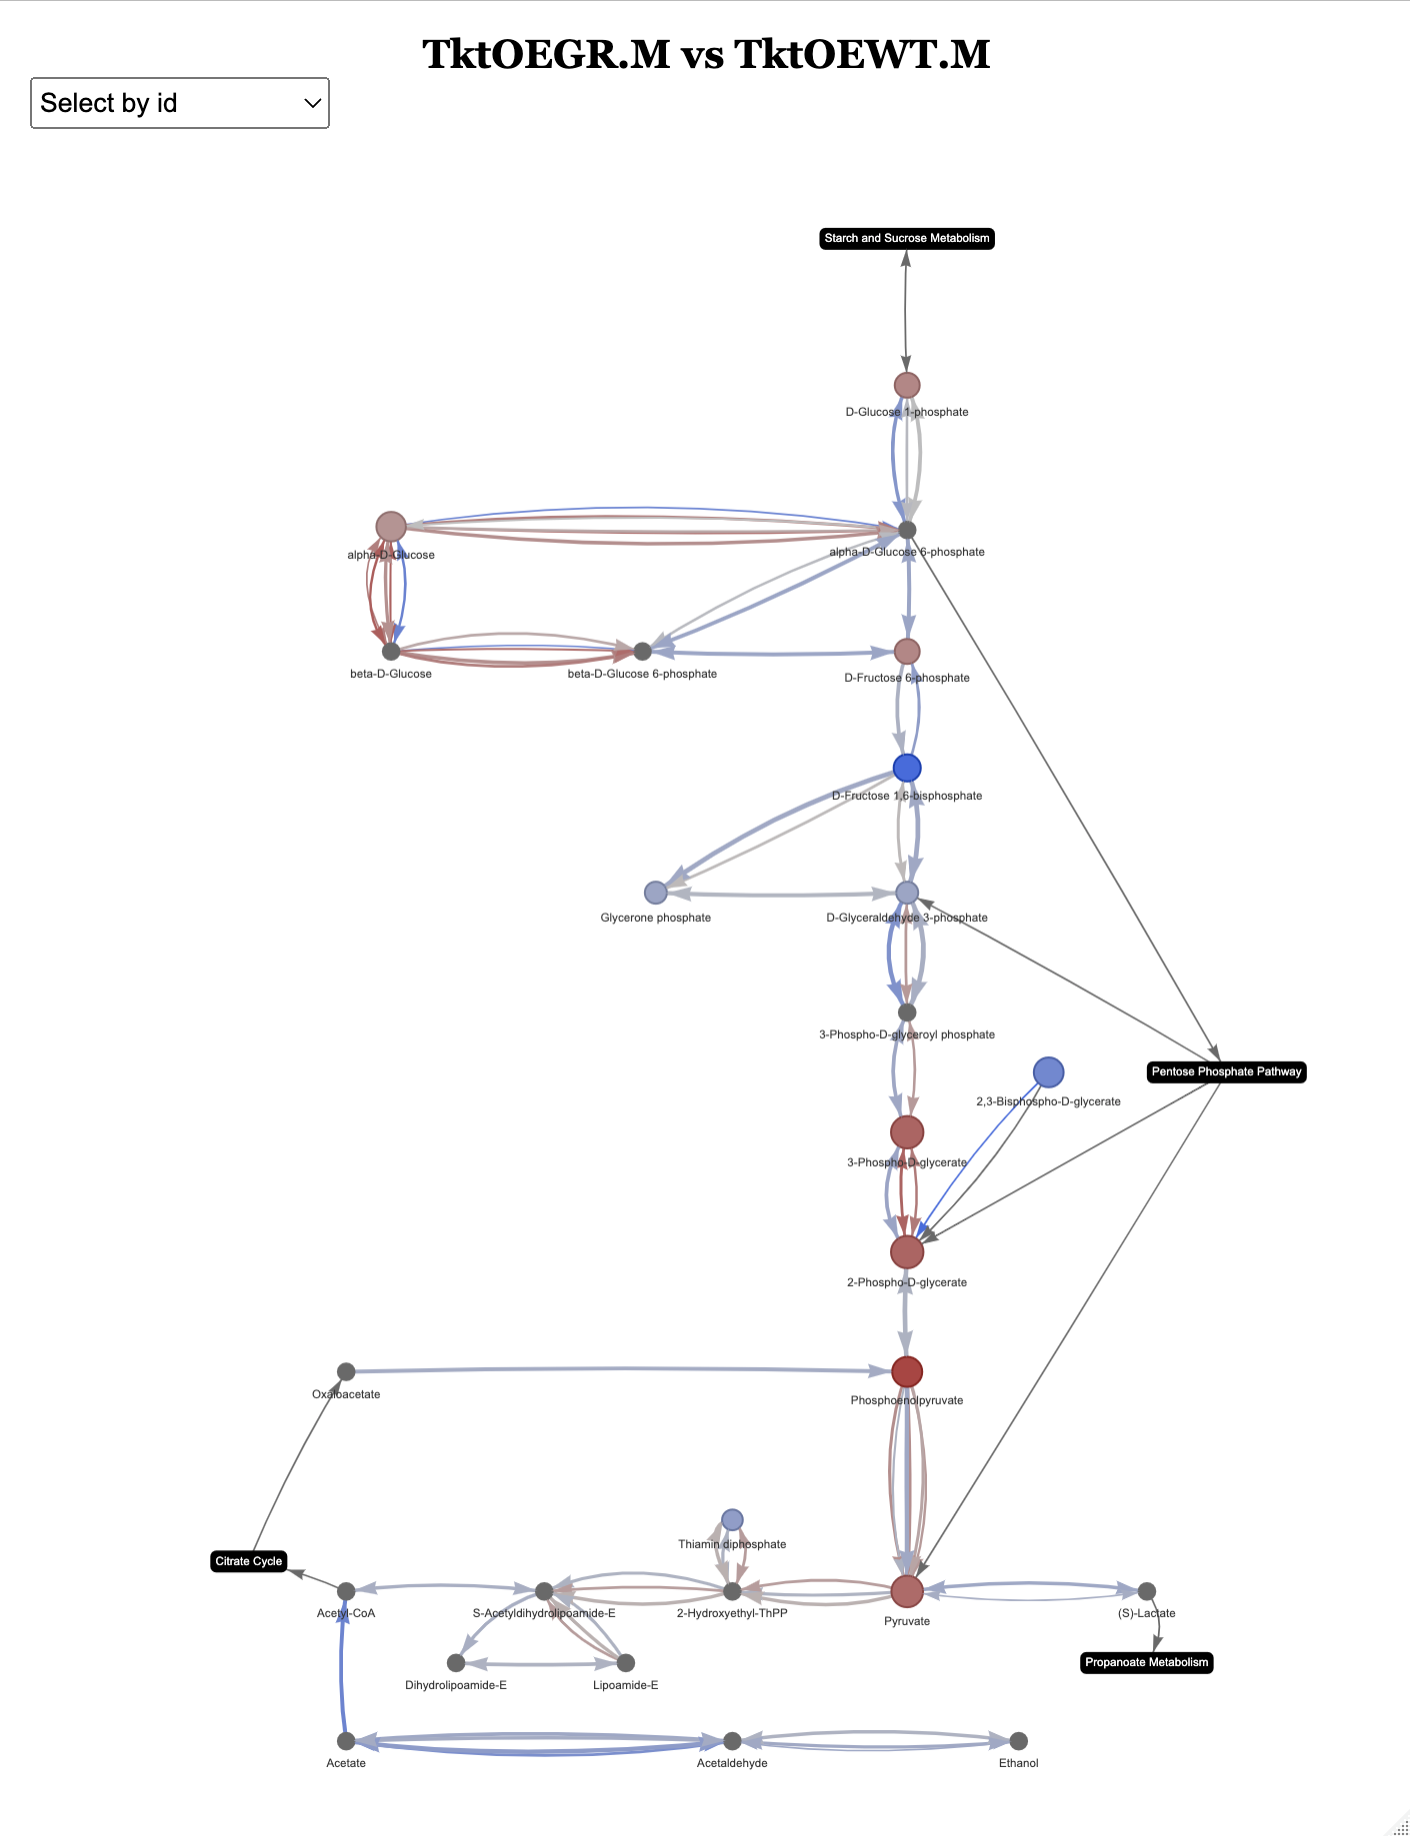 TktOEGR.M vs TktOEWT.M
Select by id
Starch and Sucrose Metabolism
D-Glucose 1-phosphate
alpha-D-Glucose
alpha-D-Glucose 6-phosphate
beta-D-Glucose
beta-D-Glucose 6-phosphate
D-Fructose 6-phosphate
D-Fructose 1,6-bisphosphate
Glycerone phosphate
D-Glyceraldehyde 3-phosphate
3-Phospho-D-glyceroyl phosphate
Pentose Phosphate Pathway
2,3-Bisphospho-D-glycerate
3-Phospho-D-glycerate
2-Phospho-D-glycerate
Oxaloacetate
Phosphoenolpyruvate
Thiamin diphosphate
Citrate Cycle
Acetyl-CoA
S-Acetyldihydrolipoamide-E
2-Hydroxyethyl-ThPP
Pyruvate
(S)-Lactate
Propanoate Metabolism
Dihydrolipoamide-E
Lipoamide-E
Acetate
Acetaldehyde
Ethanol